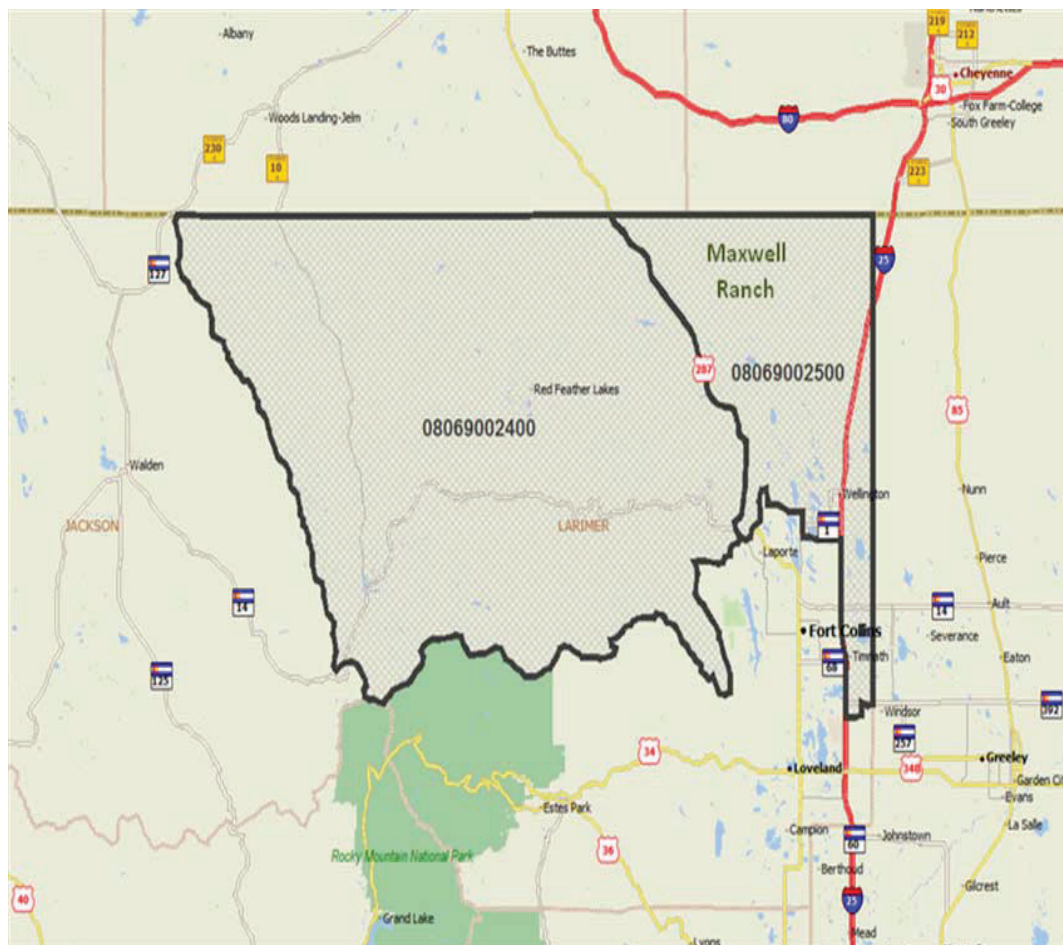 219
212
Albany
The Buttes
Cheyenne
30
Fox Farm-College
Woods Landing-Jelm
80
South Greeley
230
10
223
127
Maxwell
Ranch
25
287
08069002500
Red Feather Lakes
85
08069002400
Walden
Wellington
Nunn
JACKSON
LARIMER
1
Laporte
Pierce
14
14
Ault
Fort Collins
Severance
68
Timnath
Eaton
125
Windsor
392
257
34
Loveland
34B
Greeley
Garden City
Estes Park
Evans
La Salle
36
Campion
60
Johnstown
Rocky Mountain National Park
Berthoud
40
25
Gilcrest
Grand Lake
Mead
Lyons